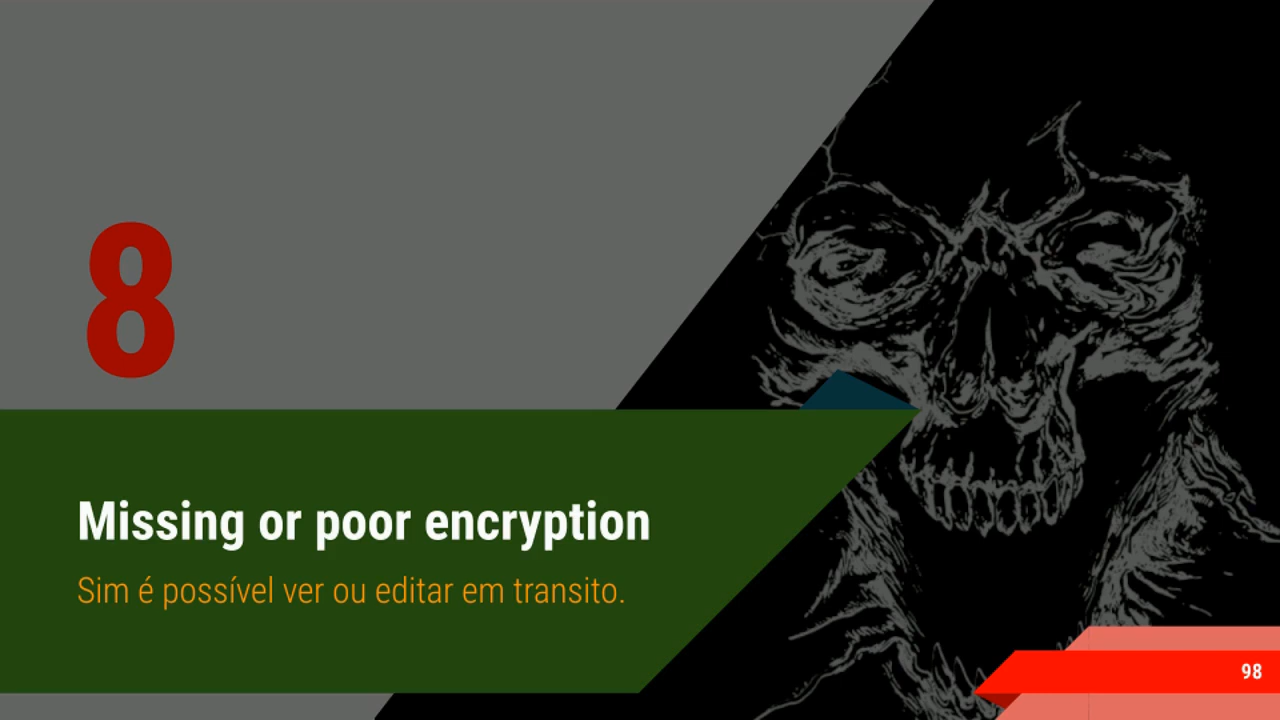 8
Missing or poor encryption
Sim é possível ver ou editar em transito.
98